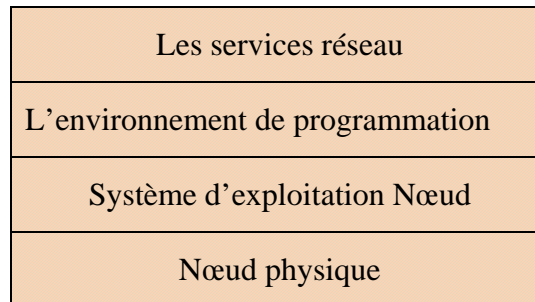 Les services réseau
L’environnement de programmation
Système d’exploitation Nœud
Nœud physique